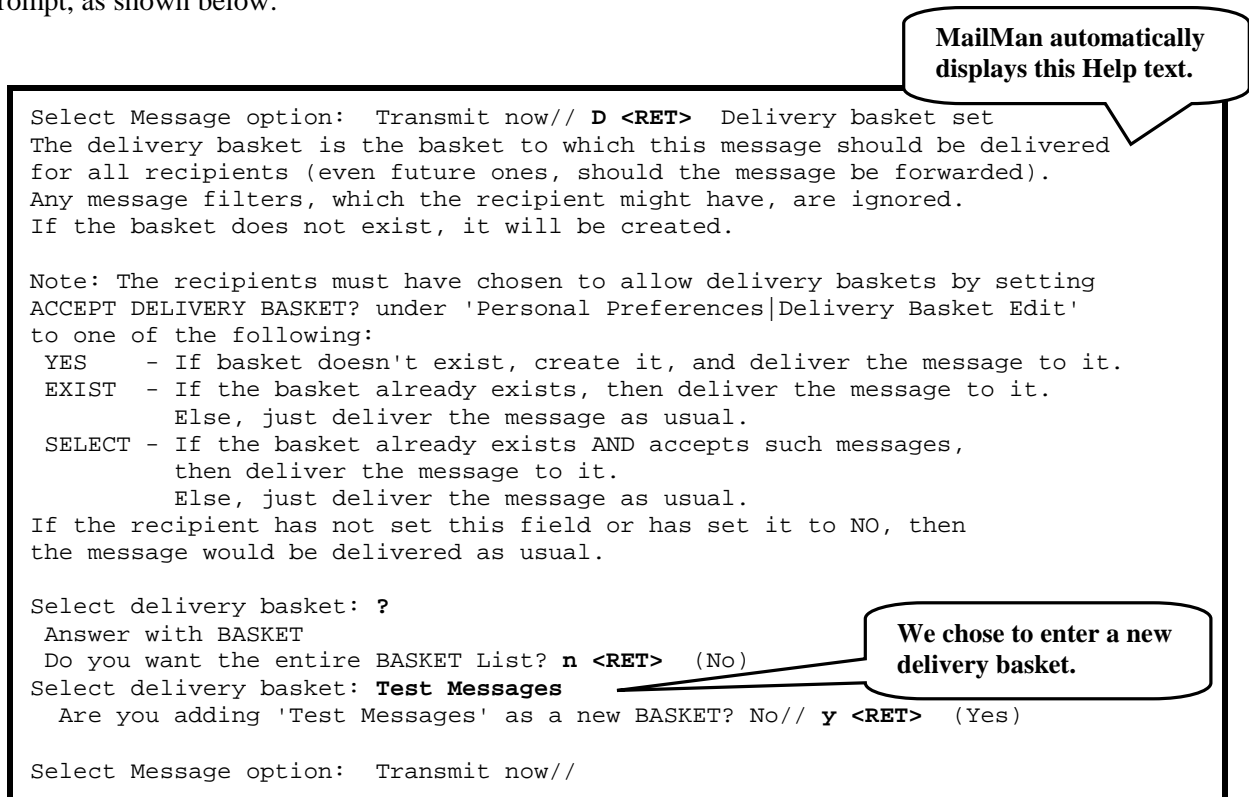 rompt, as shown below.
MailMan automatically
displays this Help text.
Select Message option:  Transmit now// D <RET>  Delivery basket set
The delivery basket is the basket to which this message should be delivered
for all recipients (even future ones, should the message be forwarded).
Any message filters, which the recipient might have, are ignored.
If the basket does not exist, it will be created.
Note: The recipients must have chosen to allow delivery baskets by setting
ACCEPT DELIVERY BASKET? under 'Personal Preferences|Delivery Basket Edit'
to one of the following:
YES    - If basket doesn't exist, create it, and deliver the message to it.
EXIST  - If the basket already exists, then deliver the message to it.
Else, just deliver the message as usual.
SELECT - If the basket already exists AND accepts such messages,
then deliver the message to it.
Else, just deliver the message as usual.
If the recipient has not set this field or has set it to NO, then
the message would be delivered as usual.
Select delivery basket: ?
Answer with BASKET
Do you want the entire BASKET List? n <RET>  (No)
We chose to enter a new
delivery basket.
Select delivery basket: Test Messages
Are you adding 'Test Messages' as a new BASKET? No// y <RET>  (Yes)
Select Message option:  Transmit now//